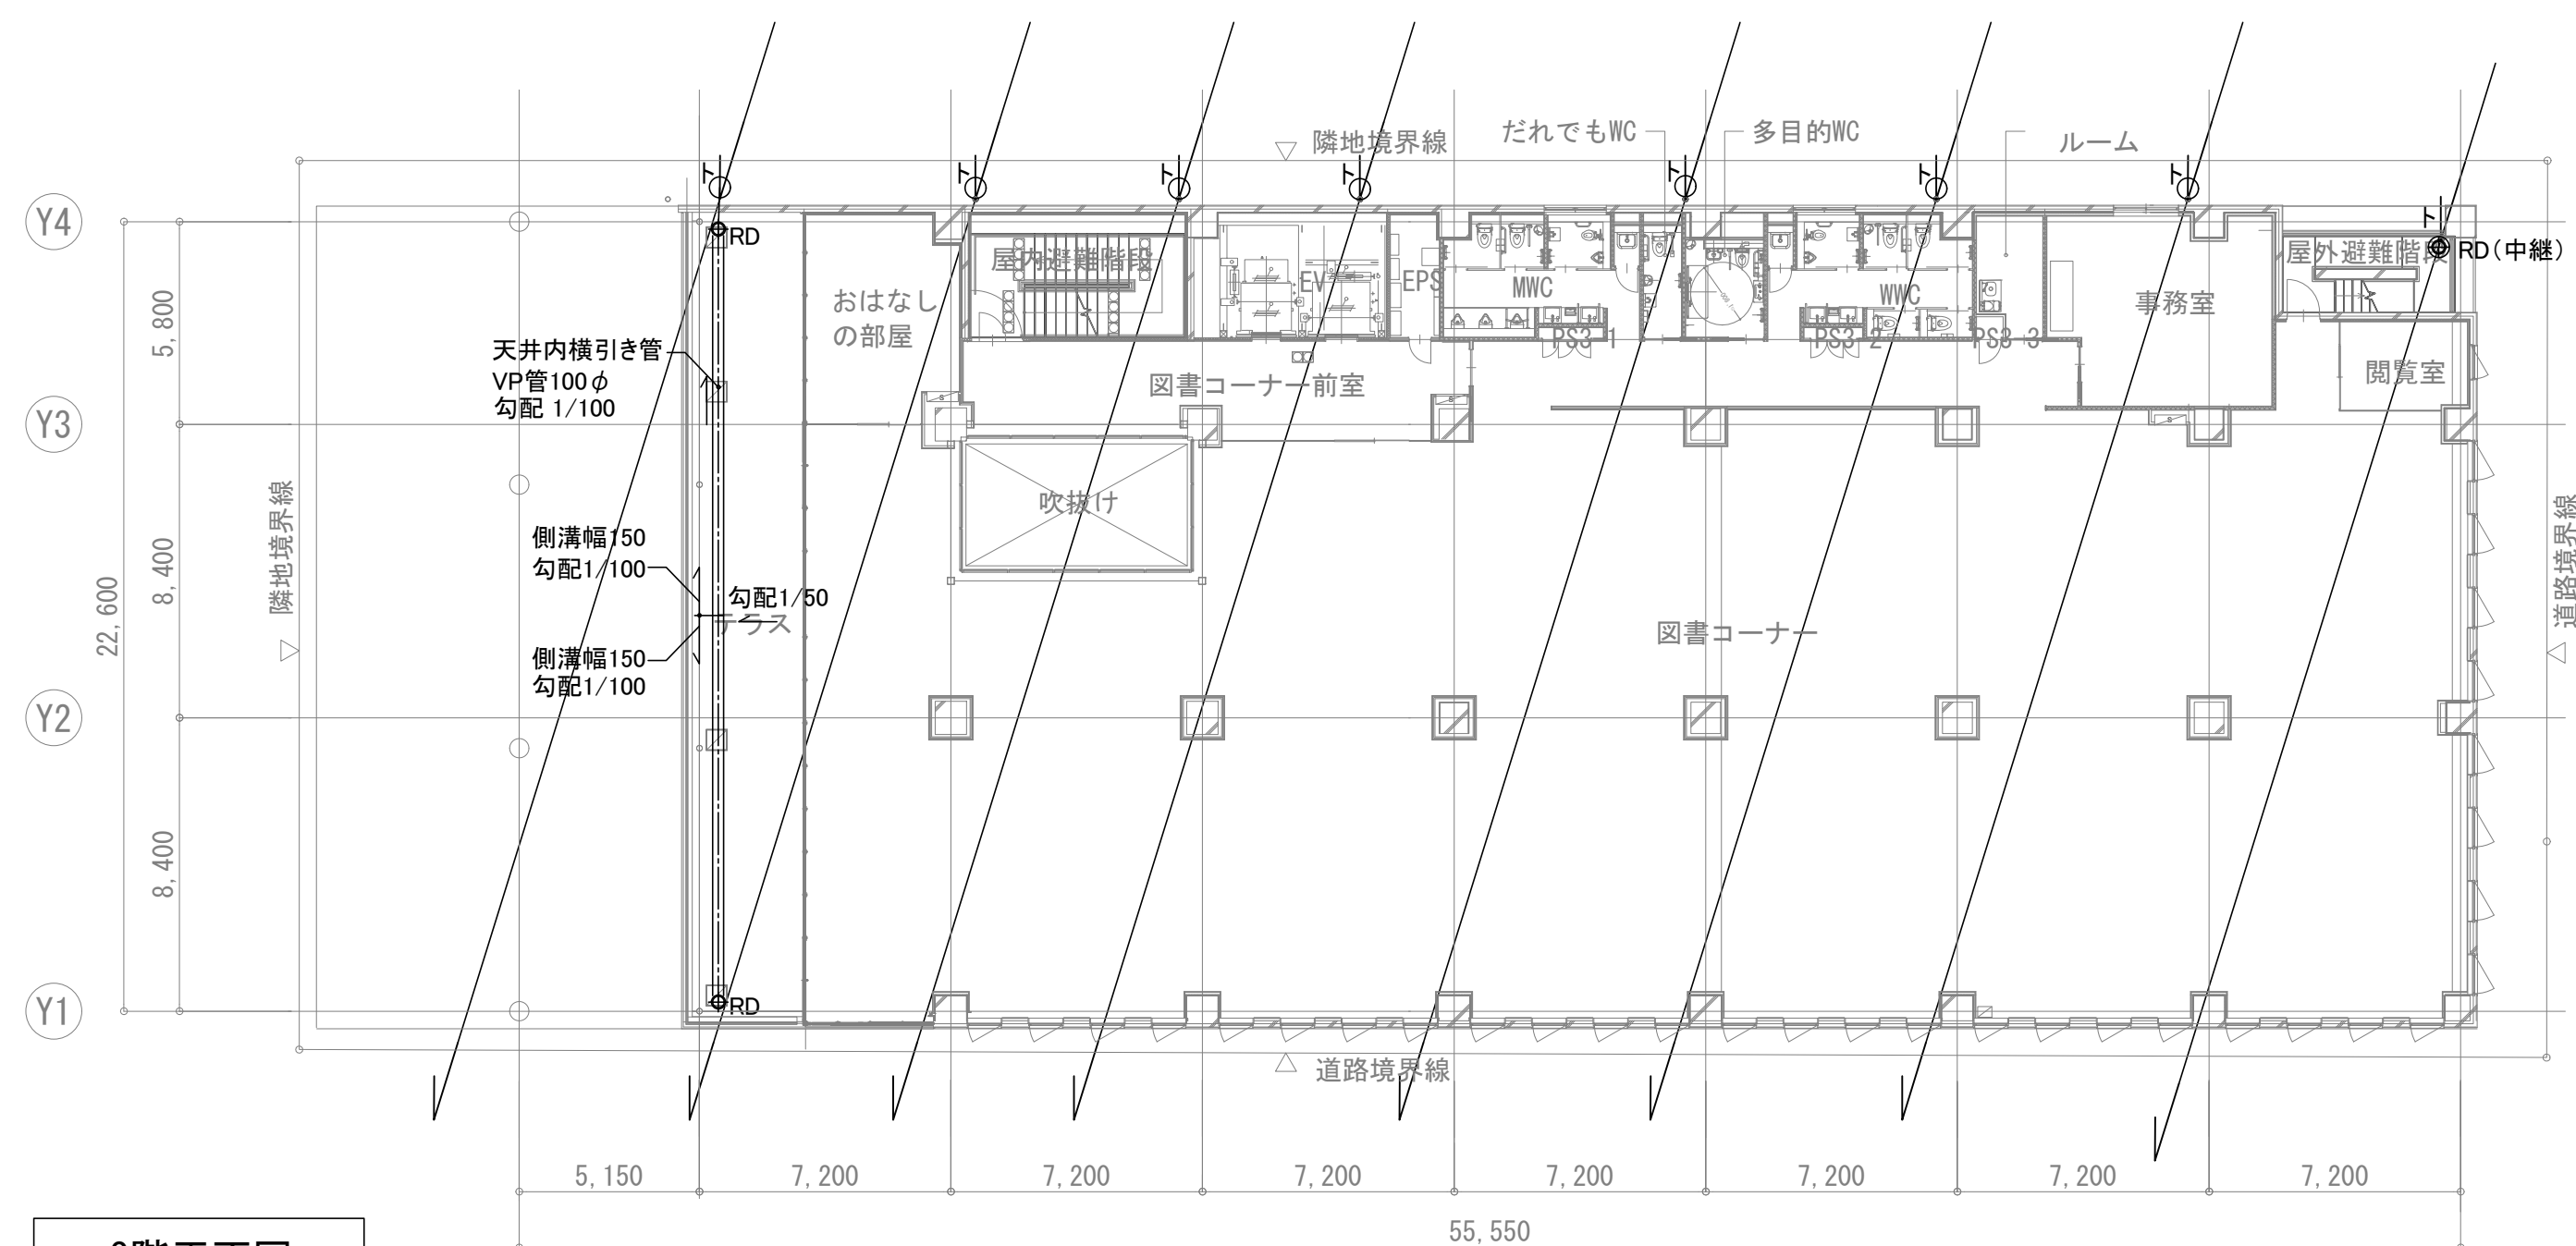 だれでもWC
多目的WC
ルーム
隣地境界線
ト
ト
ト
ト
ト
ト
ト
ト
Y4
RD
屋内避難階段
EV
EPS
MWC
WWC
事務室
屋外避難階段
RD(中継)
おはなし
の部屋
5,800
天井内横引き管
VP管100φ
勾配 1/100
PS3-1
PS3-2
PS3-3
図書コーナー前室
閲覧室
Y3
吹抜け
隣地境界線
道路境界線
側溝幅150
勾配1/100
8,400
22,600
勾配1/50
テラス
図書コーナー
側溝幅150
勾配1/100
Y2
8,400
RD
Y1
道路境界線
5,150
7,200
7,200
7,200
7,200
7,200
7,200
7,200
55,550